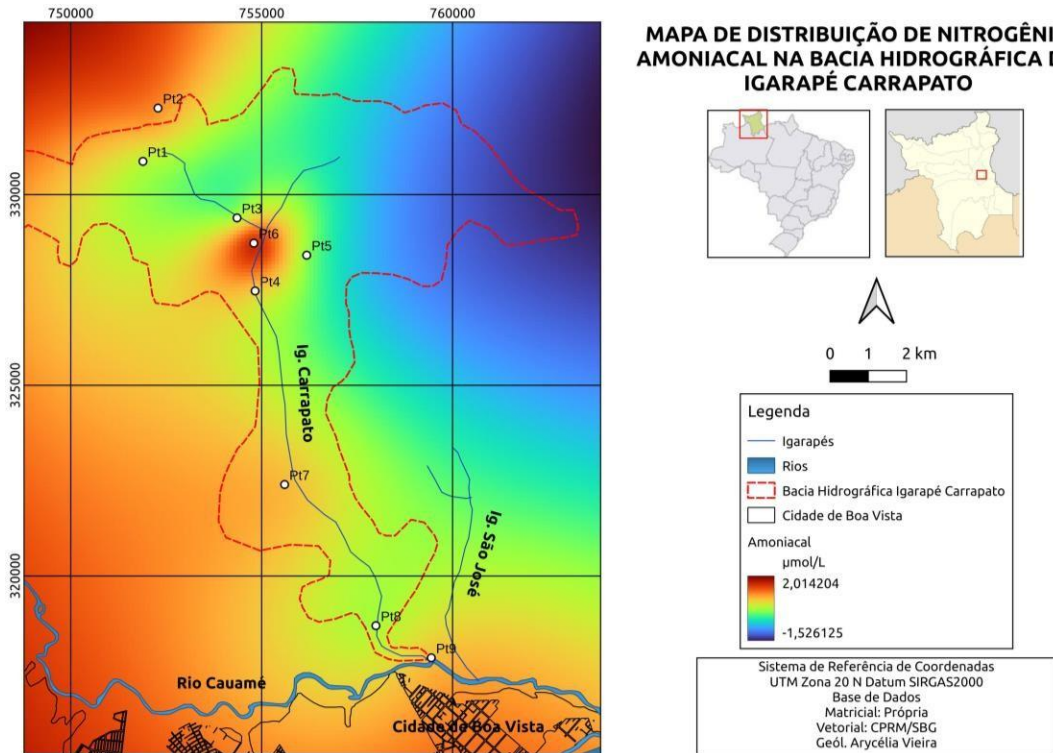 750000
755000
760000
330000
325000
320000
Pt2
Pt1
Pt3
Pt6
Pt5
Pt4
Ig. Carrapato
Pt7
Ig. São José
Pt8
Pt9
Rio Cauamé
Cidade de Boa Vista
MAPA DE DISTRIBUIÇÃO DE NITROGÊNI
AMONIACAL NA BACIA HIDROGRÁFICA D
IGARAPÉ CARRAPATO
0 1 2 km
Legenda
Igarapés
Rios
Bacia Hidrográfica Igarapé Carrapato
Cidade de Boa Vista
Amoniacal
µmol/L
2,014204
-1,526125
Sistema de Referência de Coordenadas
UTM Zona 20 N Datum SIRGAS2000
Base de Dados
Matricial: Própria
Vetorial: CPRM/SBG
Geól. Arycélia Vieira